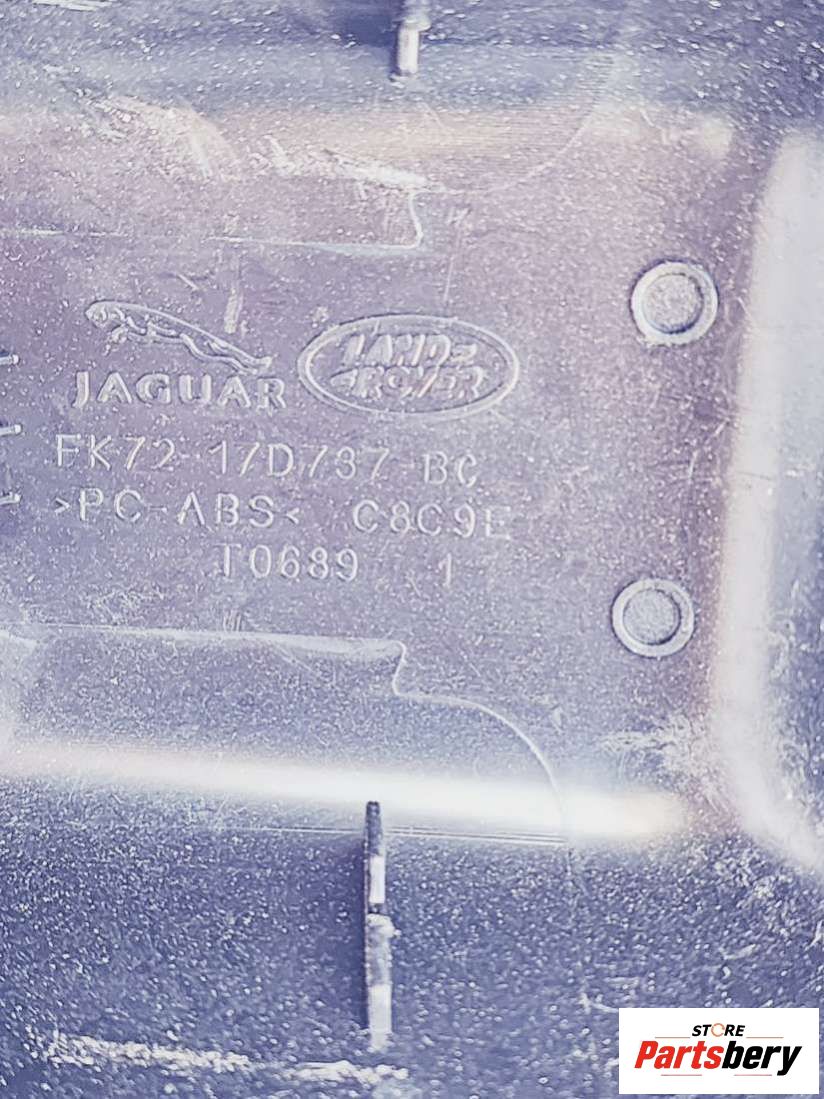 JAGUAR
LAND-
-ROVER
FK72-17D737-BC
>PC-ABS< C8C9E
T0689 1
STORE
Partsbery